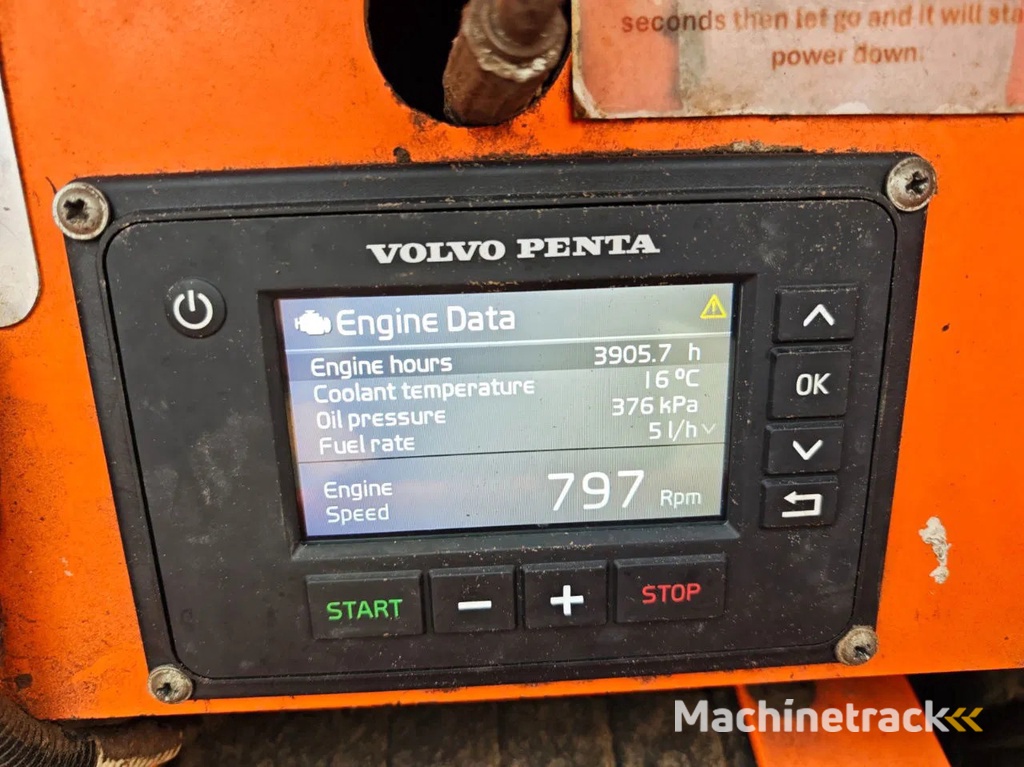 seconds then let go and it will sta
power down.
VOLVO PENTA
Engine Data
Engine hours 3905.7 h
Coolant temperature 16 ºC
Oil pressure 376 kPa
Fuel rate 5 l/h
Engine Speed 797 Rpm
OK
START - + STOP
Machinetrack